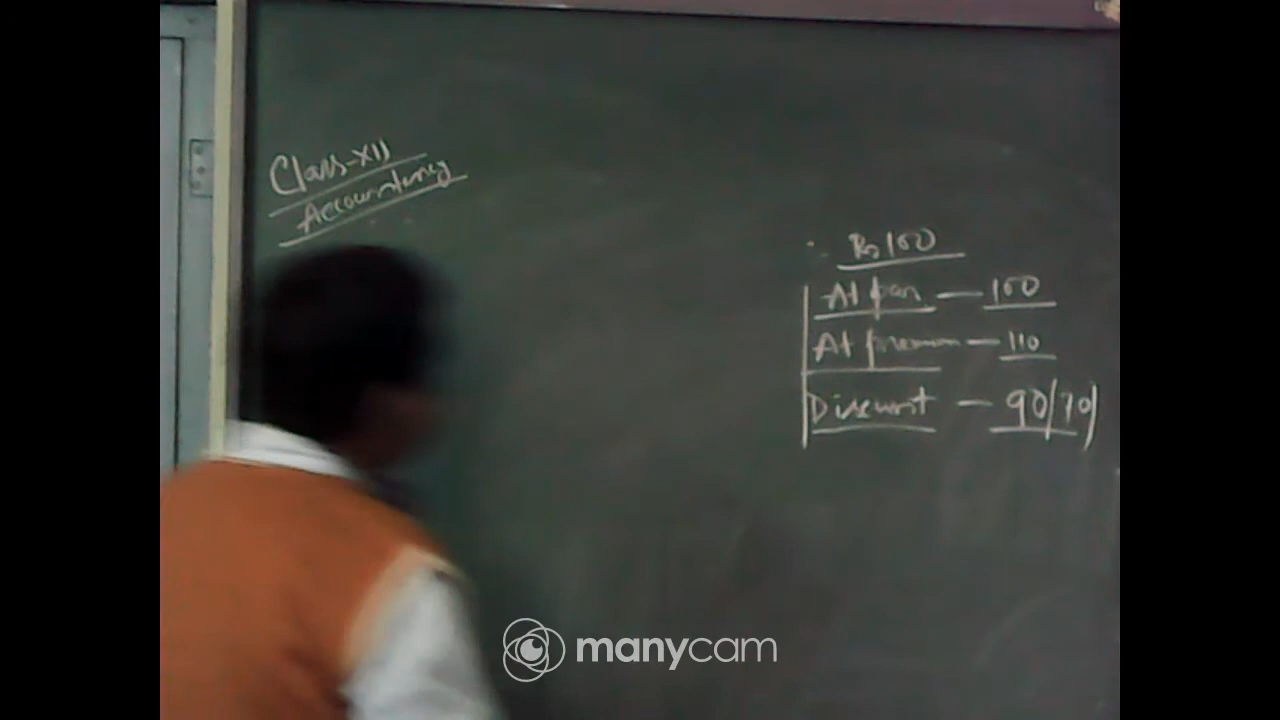 Class-XII
Accountancy
Rs 100
At par — 100
At premium — 110
Discount — 90/70/
manycam